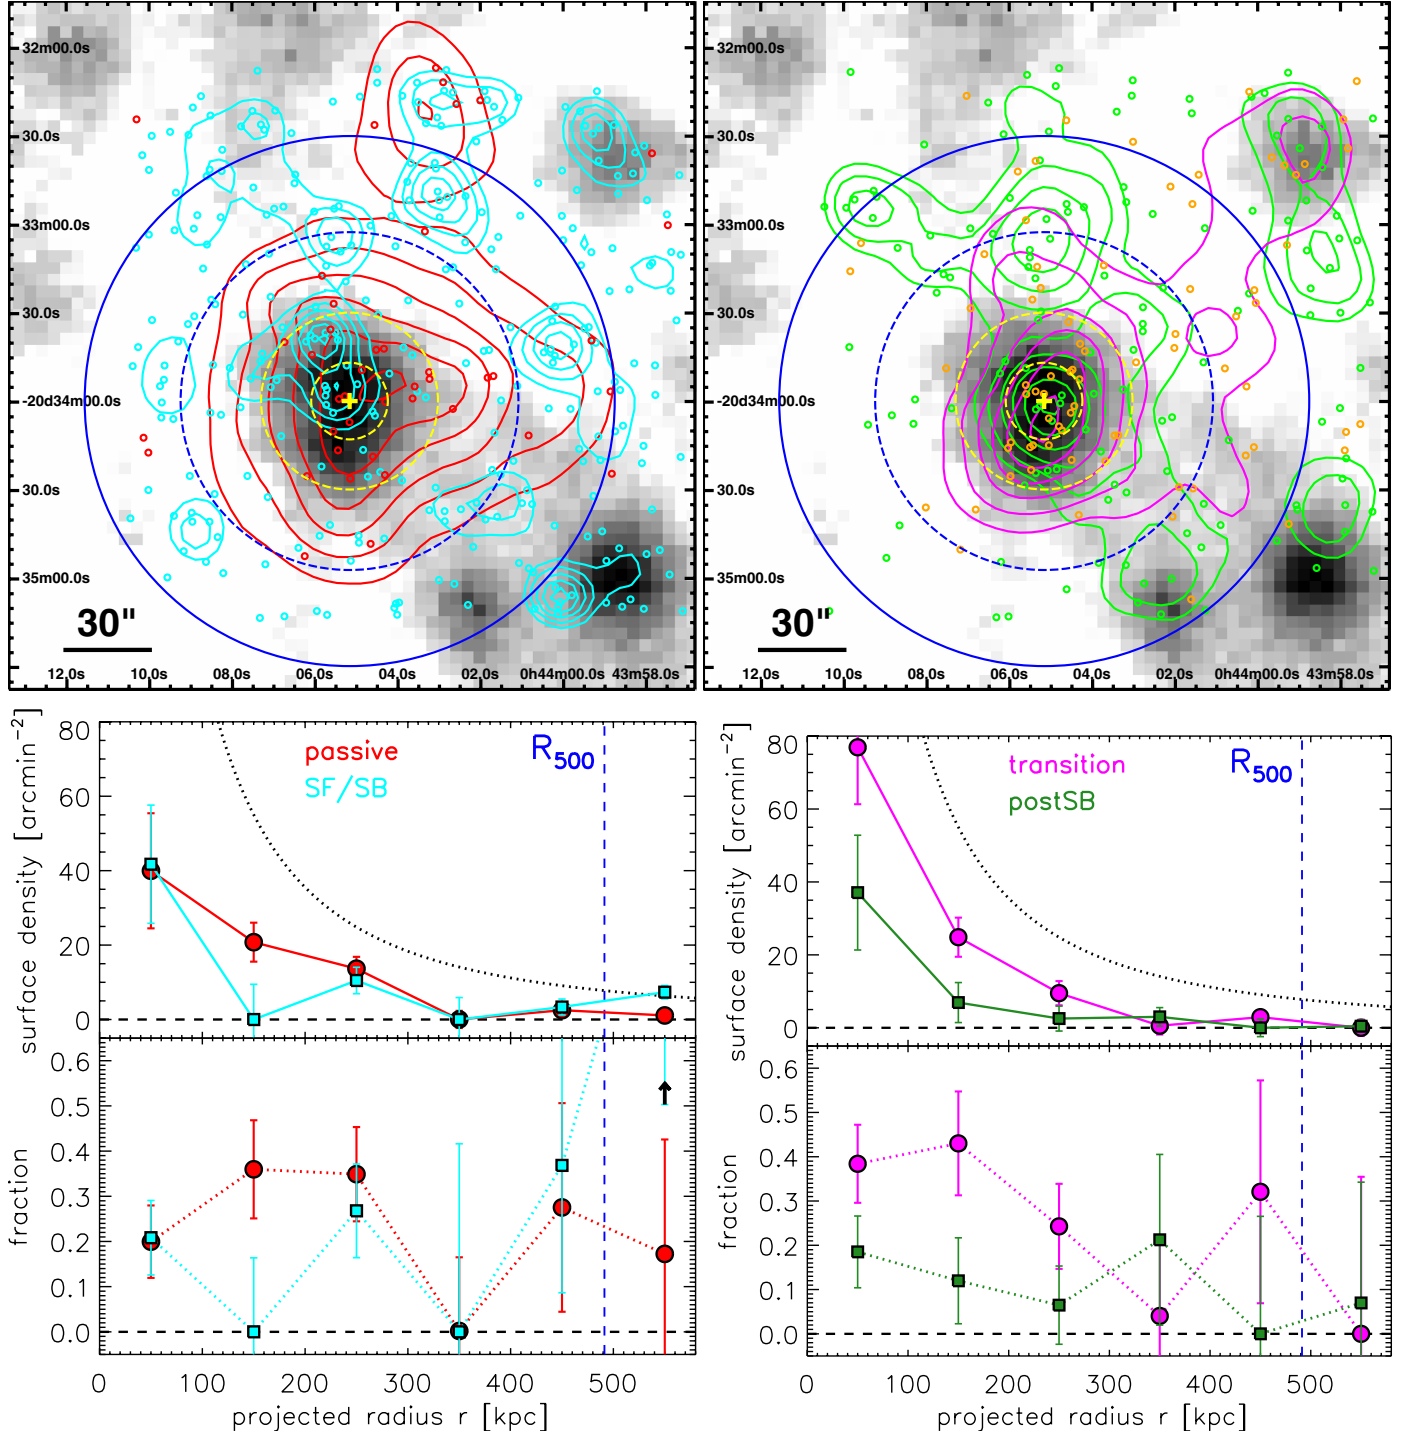 32m00.0s
30.0s
33m00.0s
30.0s
-20d34m00.0s
30.0s
35m00.0s
30"
12.0s 10.0s 08.0s 06.0s 04.0s 02.0s 0h44m00.0s 43m58.0s
32m00.0s
30.0s
33m00.0s
30.0s
-20d34m00.0s
30.0s
35m00.0s
30"
12.0s 10.0s 08.0s 06.0s 04.0s 02.0s 0h44m00.0s 43m58.0s
surface density [arcmin⁻²]
80
60
40
20
0
passive
SF/SB
R₅₀₀
fraction
0.6
0.5
0.4
0.3
0.2
0.1
0.0
0 100 200 300 400 500
projected radius r [kpc]
surface density [arcmin⁻²]
80
60
40
20
0
transition
postSB
R₅₀₀
fraction
0.6
0.5
0.4
0.3
0.2
0.1
0.0
0 100 200 300 400 500
projected radius r [kpc]